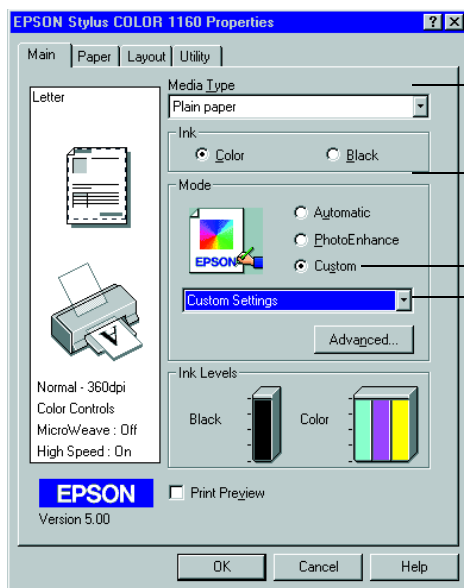 EPSON Stylus COLOR 1160 Properties
Main
Paper
Layout
Utility
Letter
A
Normal - 360dpi
Color Controls
MicroWeave : Off
High Speed : On
EPSON
Version 5.00
Media Type
Plain paper
Ink
Color
Black
Mode
EPSON
Automatic
PhotoEnhance
Custom
Custom Settings
Advanced...
Ink Levels
Black
Color
Print Preview
OK
Cancel
Help